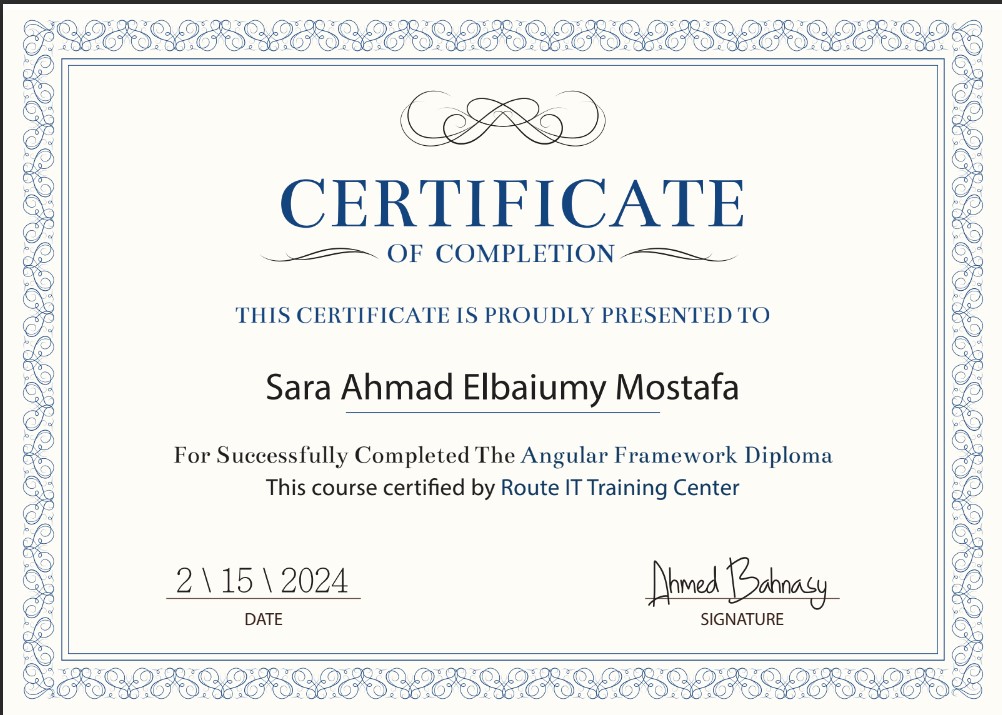 CERTIFICATE
OF COMPLETION
THIS CERTIFICATE IS PROUDLY PRESENTED TO
Sara Ahmad Elbaiumy Mostafa
For Successfully Completed The Angular Framework Diploma
This course certified by Route IT Training Center
2 \ 15 \ 2024
Ahmed Bahnasy
DATE
SIGNATURE